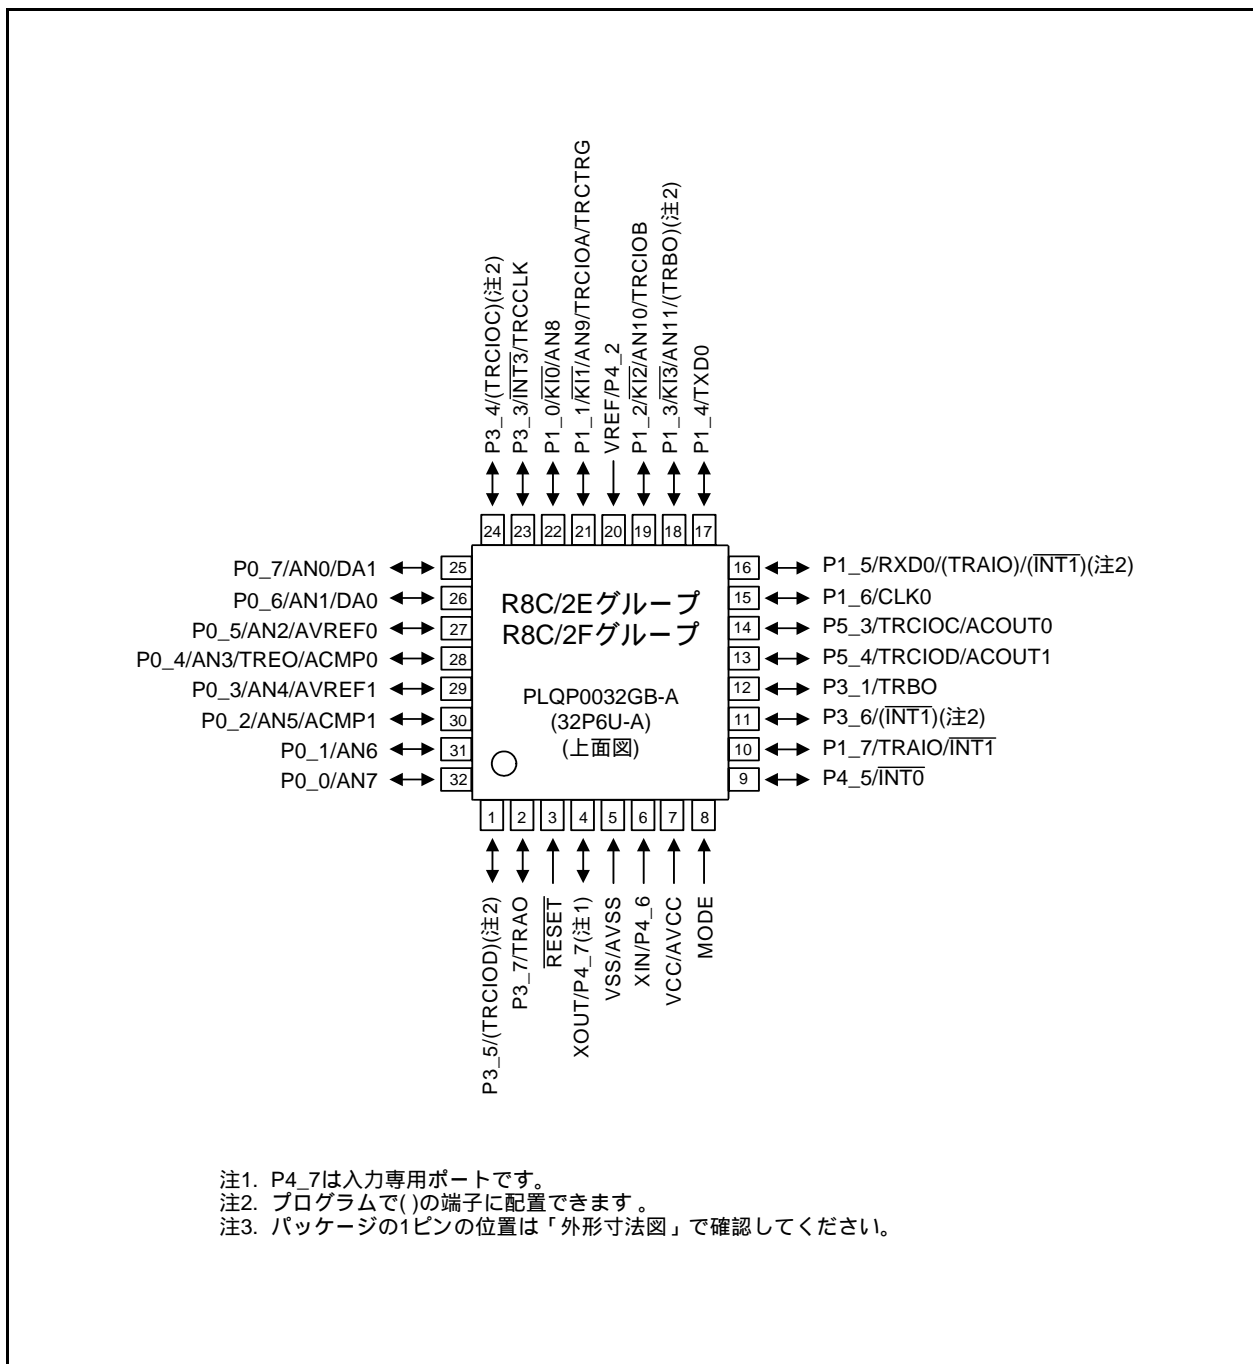 P3_4/(TRCIOC)(注2)
P3_3/INT3/TRCCLK
P1_0/KI0/AN8
P1_1/KI1/AN9/TRCIOA/TRCTRG
VREF/P4_2
P1_2/KI2/AN10/TRCIOB
P1_3/KI3/AN11/(TRBO)(注2)
P1_4/TXD0
24 23 22 21 20 19 18 17
P0_7/AN0/DA1 25
P0_6/AN1/DA0 26
P0_5/AN2/AVREF0 27
P0_4/AN3/TREO/ACMP0 28
P0_3/AN4/AVREF1 29
P0_2/AN5/ACMP1 30
P0_1/AN6 31
P0_0/AN7 32
R8C/2Eグループ
R8C/2Fグループ
PLQP0032GB-A
(32P6U-A)
(上面図)
16 P1_5/RXD0/(TRAIO)/(INT1)(注2)
15 P1_6/CLK0
14 P5_3/TRCIOC/ACOUT0
13 P5_4/TRCIOD/ACOUT1
12 P3_1/TRBO
11 P3_6/(INT1)(注2)
10 P1_7/TRAIO/INT1
9 P4_5/INT0
1 2 3 4 5 6 7 8
P3_5/(TRCIOD)(注2)
P3_7/TRAO
RESET
XOUT/P4_7(注1)
VSS/AVSS
XIN/P4_6
VCC/AVCC
MODE
注1. P4_7は入力専用ポートです。
注2. プログラムで( )の端子に配置できます。
注3. パッケージの1ピンの位置は「外形寸法図」で確認してください。